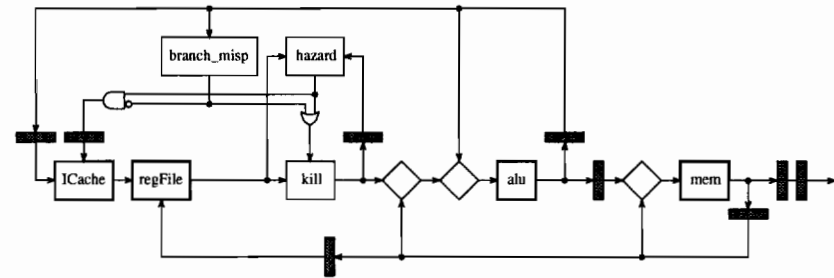 branch_misp
hazard
ICache
regFile
kill
alu
mem